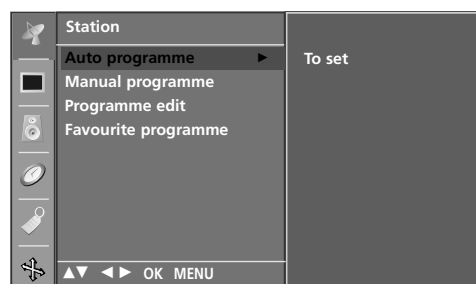 Station
Auto programme ► To set
Manual programme
Programme edit
Favourite programme
▲▼ ◄► OK MENU